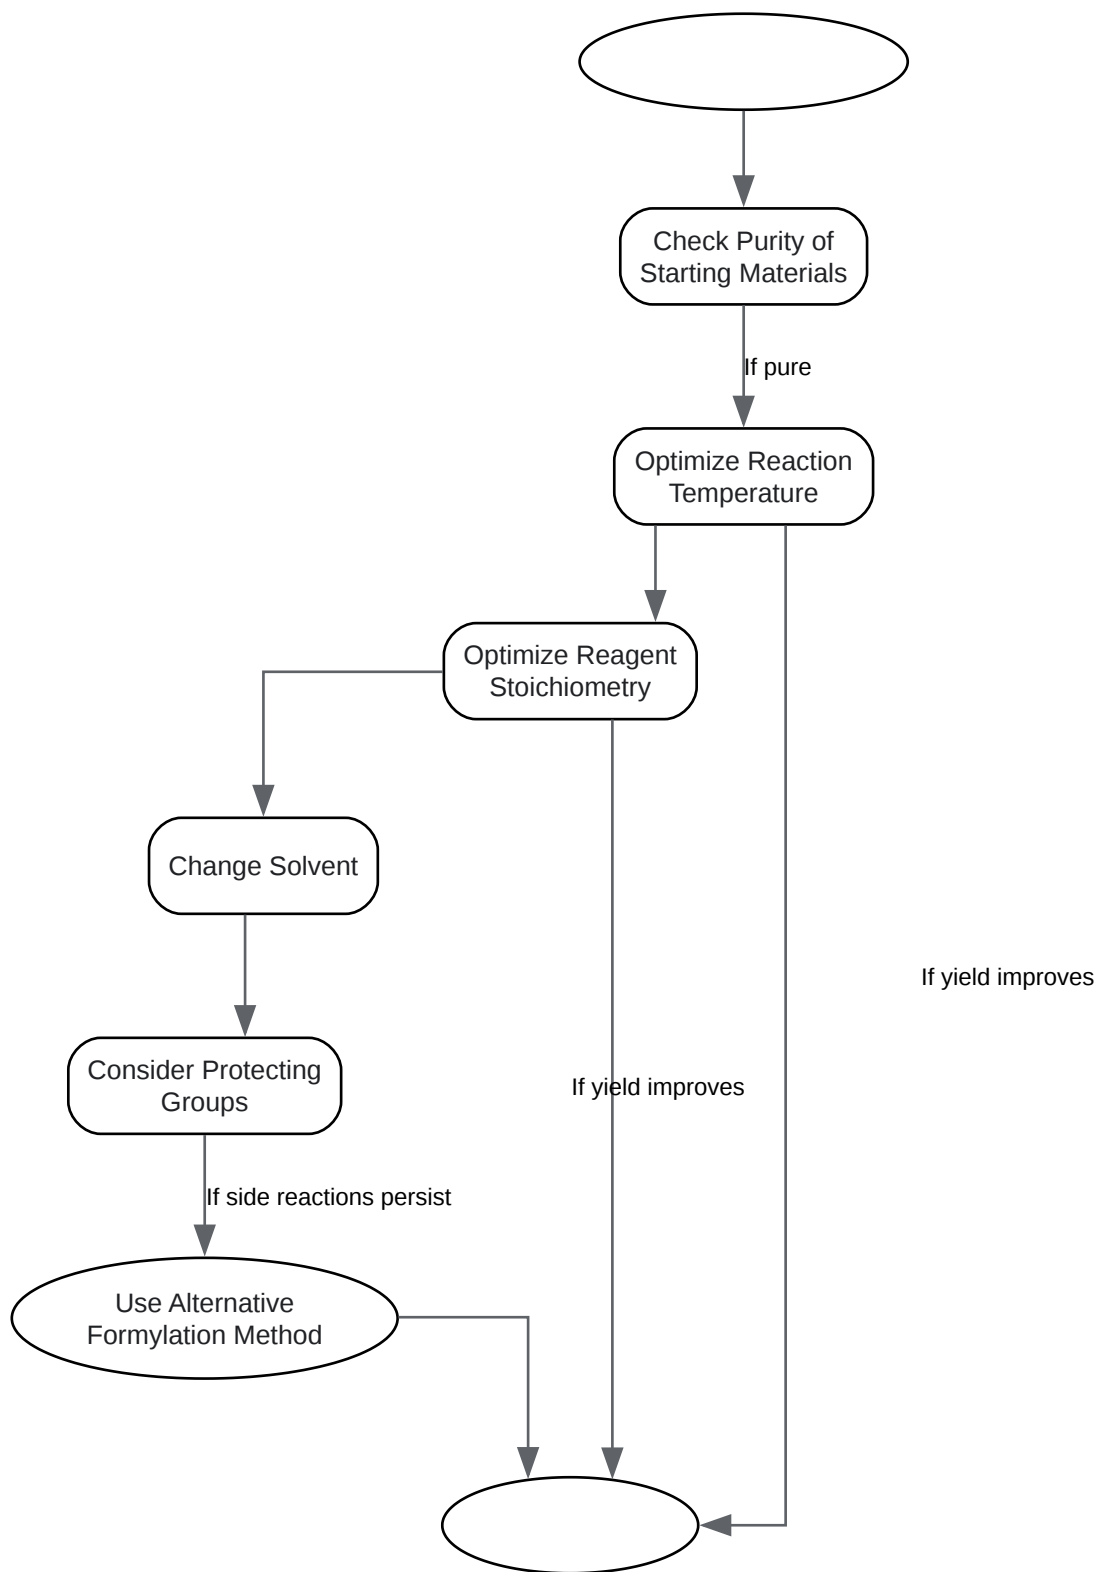 Check Purity of
Starting Materials
If pure
Optimize Reaction
Temperature
Optimize Reagent
Stoichiometry
Change Solvent
If yield improves
Consider Protecting
Groups
If yield improves
If side reactions persist
Use Alternative
Formylation Method